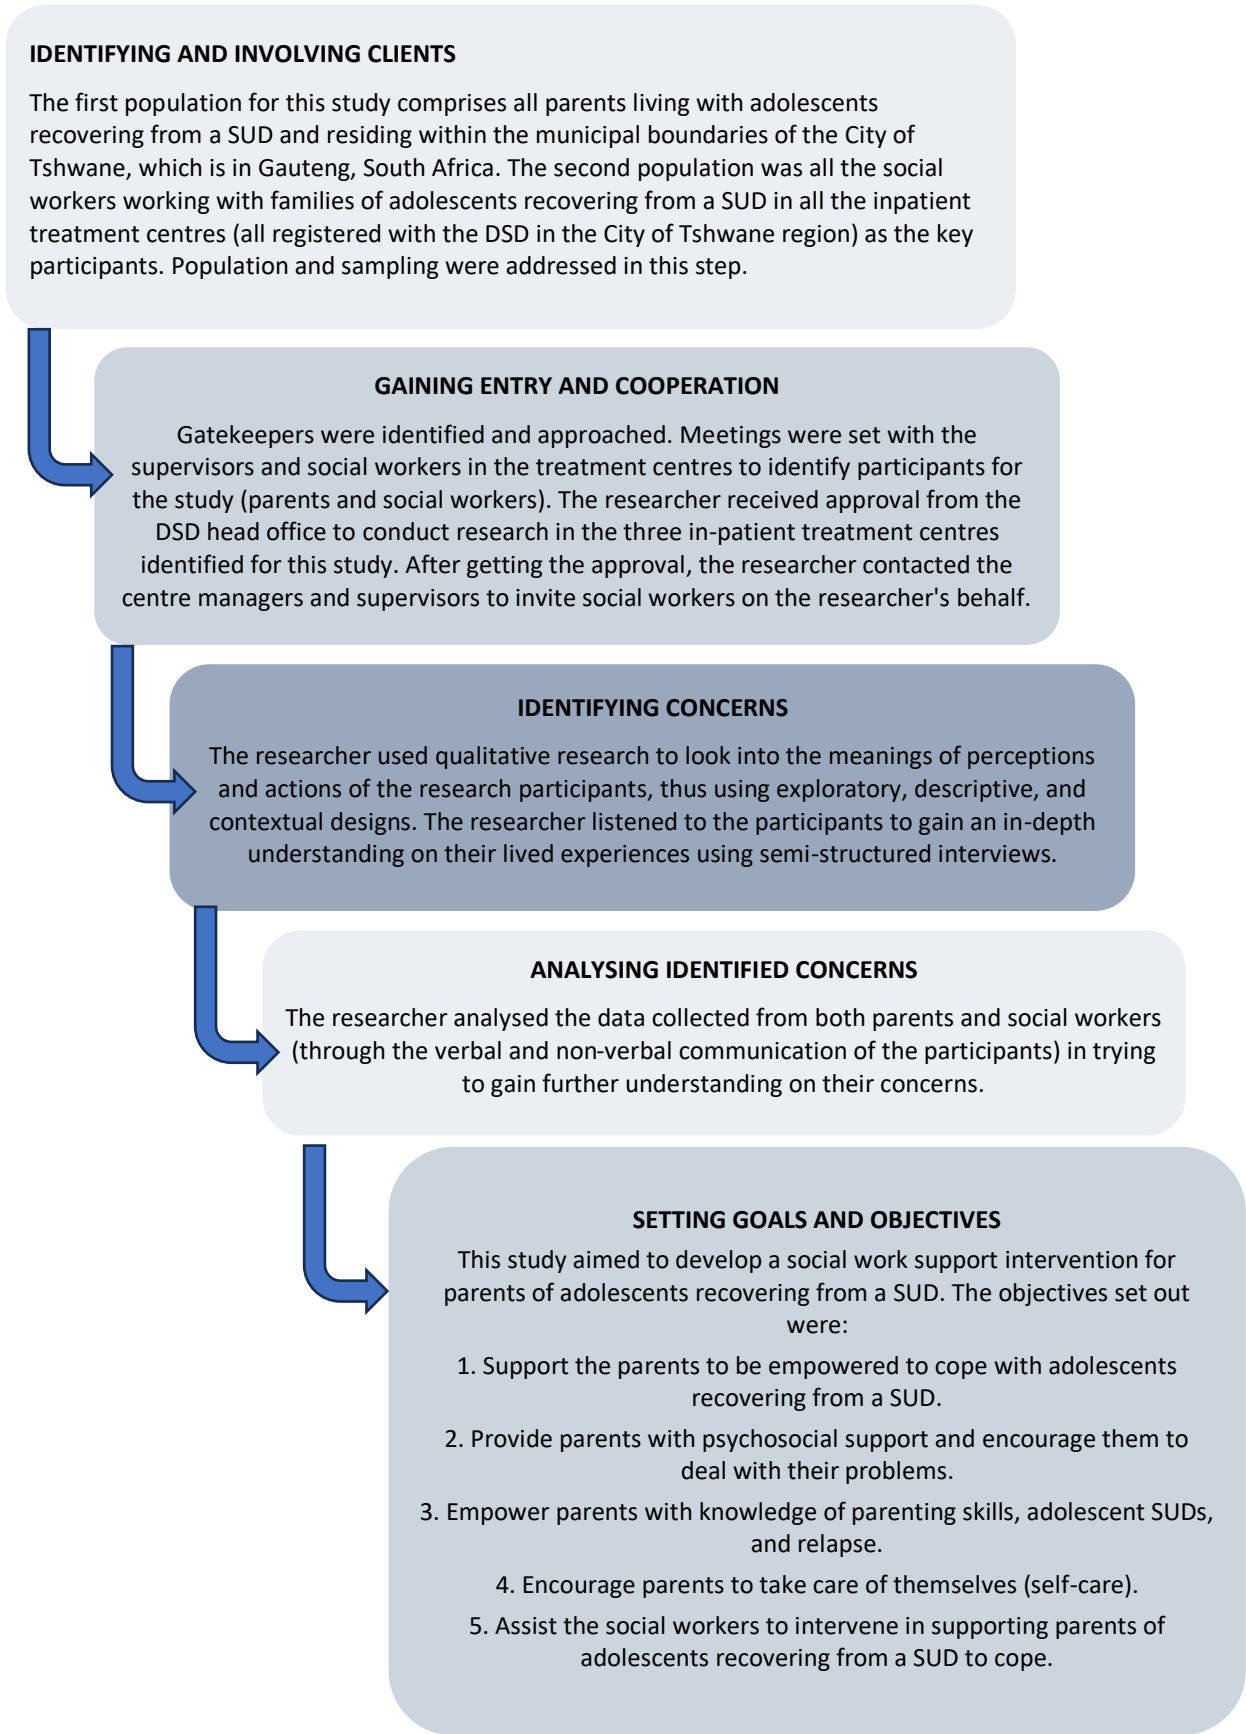 IDENTIFYING AND INVOLVING CLIENTS
The first population for this study comprises all parents living with adolescents
recovering from a SUD and residing within the municipal boundaries of the City of
Tshwane, which is in Gauteng, South Africa. The second population was all the social
workers working with families of adolescents recovering from a SUD in all the inpatient
treatment centres (all registered with the DSD in the City of Tshwane region) as the key
participants. Population and sampling were addressed in this step.
GAINING ENTRY AND COOPERATION
Gatekeepers were identified and approached. Meetings were set with the
supervisors and social workers in the treatment centres to identify participants for
the study (parents and social workers). The researcher received approval from the
DSD head office to conduct research in the three in-patient treatment centres
identified for this study. After getting the approval, the researcher contacted the
centre managers and supervisors to invite social workers on the researcher's behalf.
IDENTIFYING CONCERNS
The researcher used qualitative research to look into the meanings of perceptions
and actions of the research participants, thus using exploratory, descriptive, and
contextual designs. The researcher listened to the participants to gain an in-depth
understanding on their lived experiences using semi-structured interviews.
ANALYSING IDENTIFIED CONCERNS
The researcher analysed the data collected from both parents and social workers
(through the verbal and non-verbal communication of the participants) in trying
to gain further understanding on their concerns.
SETTING GOALS AND OBJECTIVES
This study aimed to develop a social work support intervention for
parents of adolescents recovering from a SUD. The objectives set out
were:
1. Support the parents to be empowered to cope with adolescents
recovering from a SUD.
2. Provide parents with psychosocial support and encourage them to
deal with their problems.
3. Empower parents with knowledge of parenting skills, adolescent SUDs,
and relapse.
4. Encourage parents to take care of themselves (self-care).
5. Assist the social workers to intervene in supporting parents of
adolescents recovering from a SUD to cope.